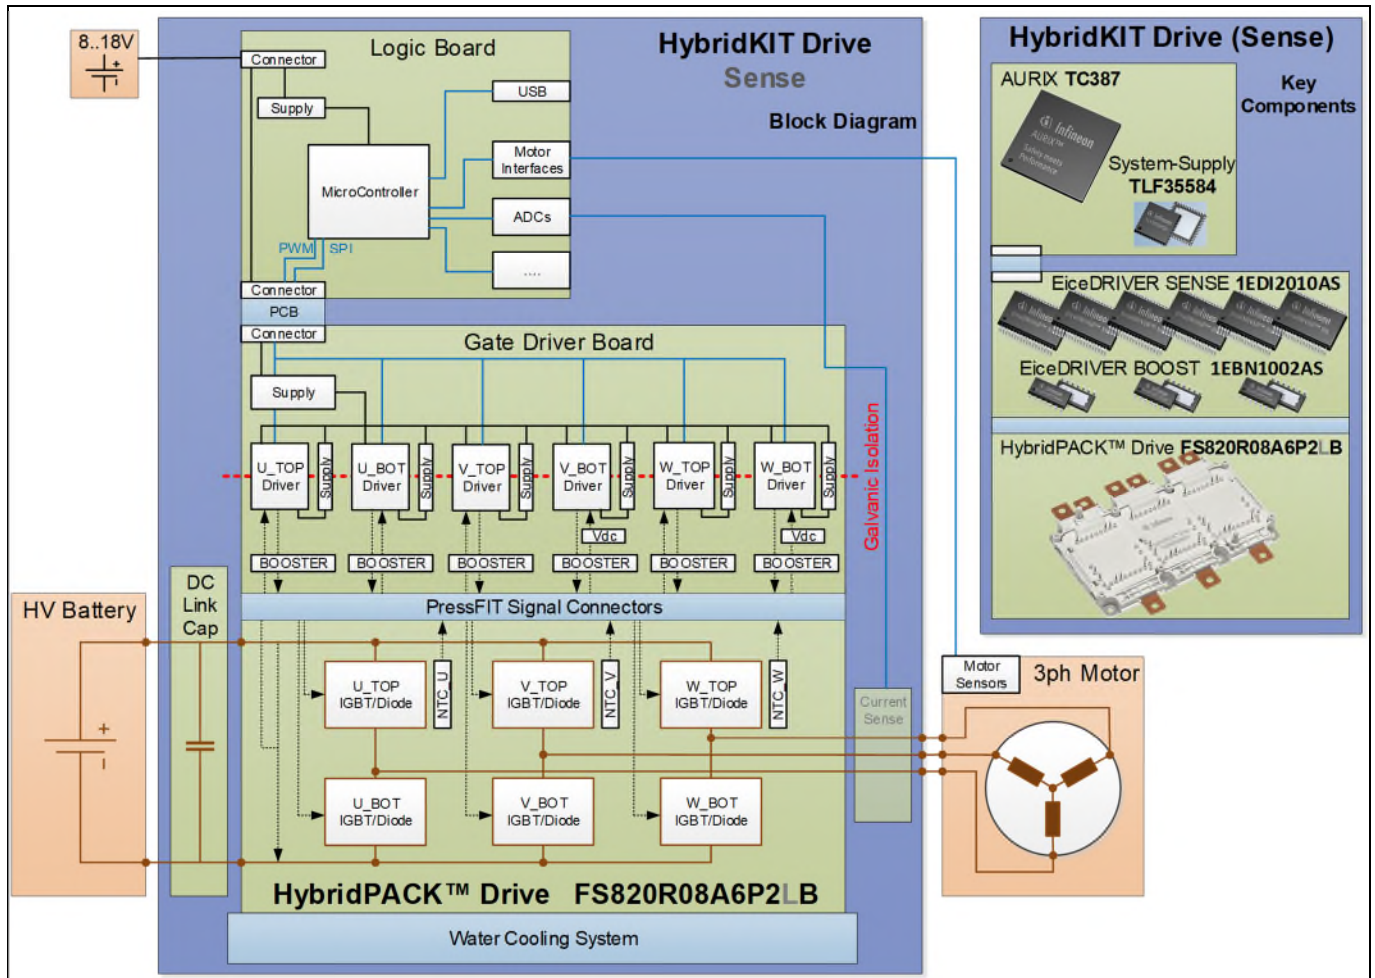 8..18V
+
Logic Board
Connector
Supply
USB
Motor
Interfaces
MicroController
ADCs
PWM
SPI
....
Connector
PCB
Connector
HybridKIT Drive
Sense
Block Diagram
Gate Driver Board
Supply
U_TOP
Driver
Supply
U_BOT
Driver
Supply
V_TOP
Driver
Supply
V_BOT
Driver
Supply
W_TOP
Driver
Supply
W_BOT
Driver
Supply
Galvanic Isolation
Vdc
Vdc
BOOSTER
BOOSTER
BOOSTER
BOOSTER
BOOSTER
BOOSTER
PressFIT Signal Connectors
HV Battery
+
DC
Link
Cap
U_TOP
IGBT/Diode
NTC_U
V_TOP
IGBT/Diode
NTC_V
W_TOP
IGBT/Diode
NTC_W
U_BOT
IGBT/Diode
V_BOT
IGBT/Diode
W_BOT
IGBT/Diode
Current
Sense
HybridPACK™ Drive FS820R08A6P2LB
Water Cooling System
Motor
Sensors
3ph Motor
HybridKIT Drive (Sense)
Key
Components
AURIX TC387
Infineon
AURIX™
Safety meets
Performance
System-Supply
TLF35584
EiceDRIVER SENSE 1EDI2010AS
EiceDRIVER BOOST 1EBN1002AS
HybridPACK™ Drive FS820R08A6P2LB